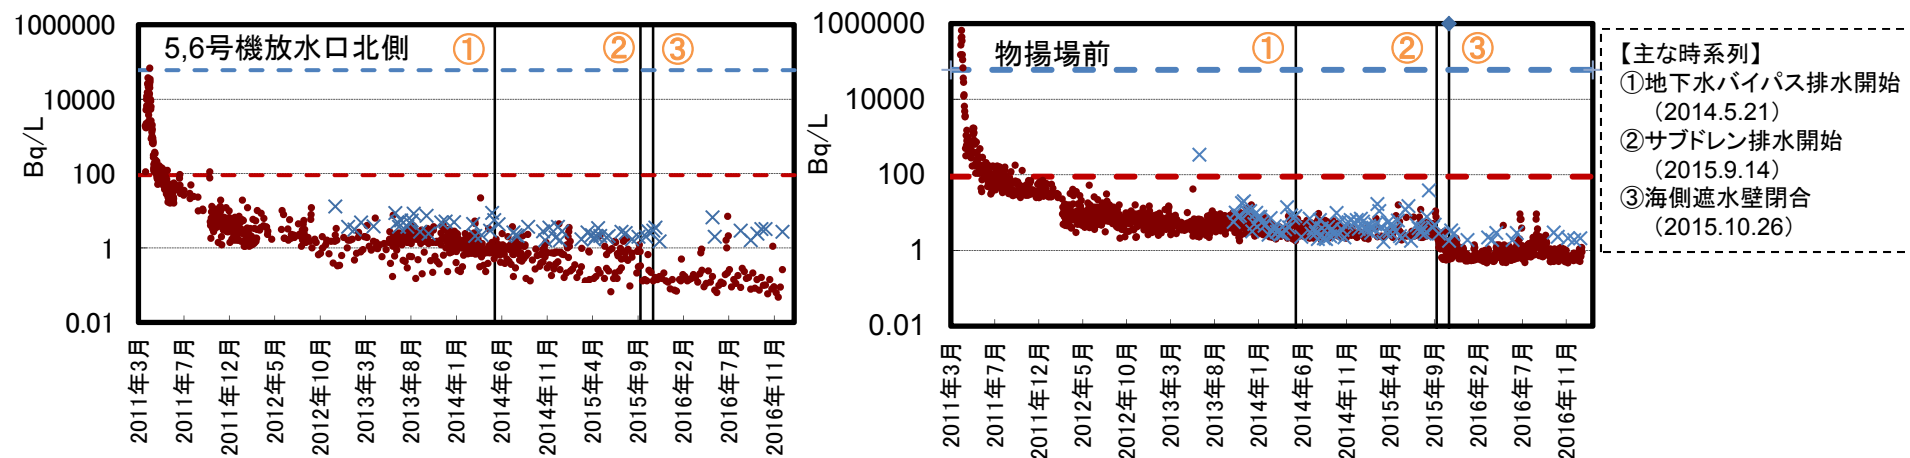 5,6号機放水口北側
① ② ③
Bq/L
1000000
10000
100
1
0.01
2011年3月
2011年7月
2011年12月
2012年5月
2012年10月
2013年3月
2013年8月
2014年1月
2014年6月
2014年11月
2015年4月
2015年9月
2016年2月
2016年7月
2016年11月
物揚場前
① ② ③
Bq/L
1000000
10000
100
1
0.01
2011年3月
2011年7月
2011年12月
2012年5月
2012年10月
2013年3月
2013年8月
2014年1月
2014年6月
2014年11月
2015年4月
2015年9月
2016年2月
2016年7月
2016年11月
【主な時系列】
①地下水バイパス排水開始
（2014.5.21）
②サブドレン排水開始
（2015.9.14）
③海側遮水壁閉合
（2015.10.26）